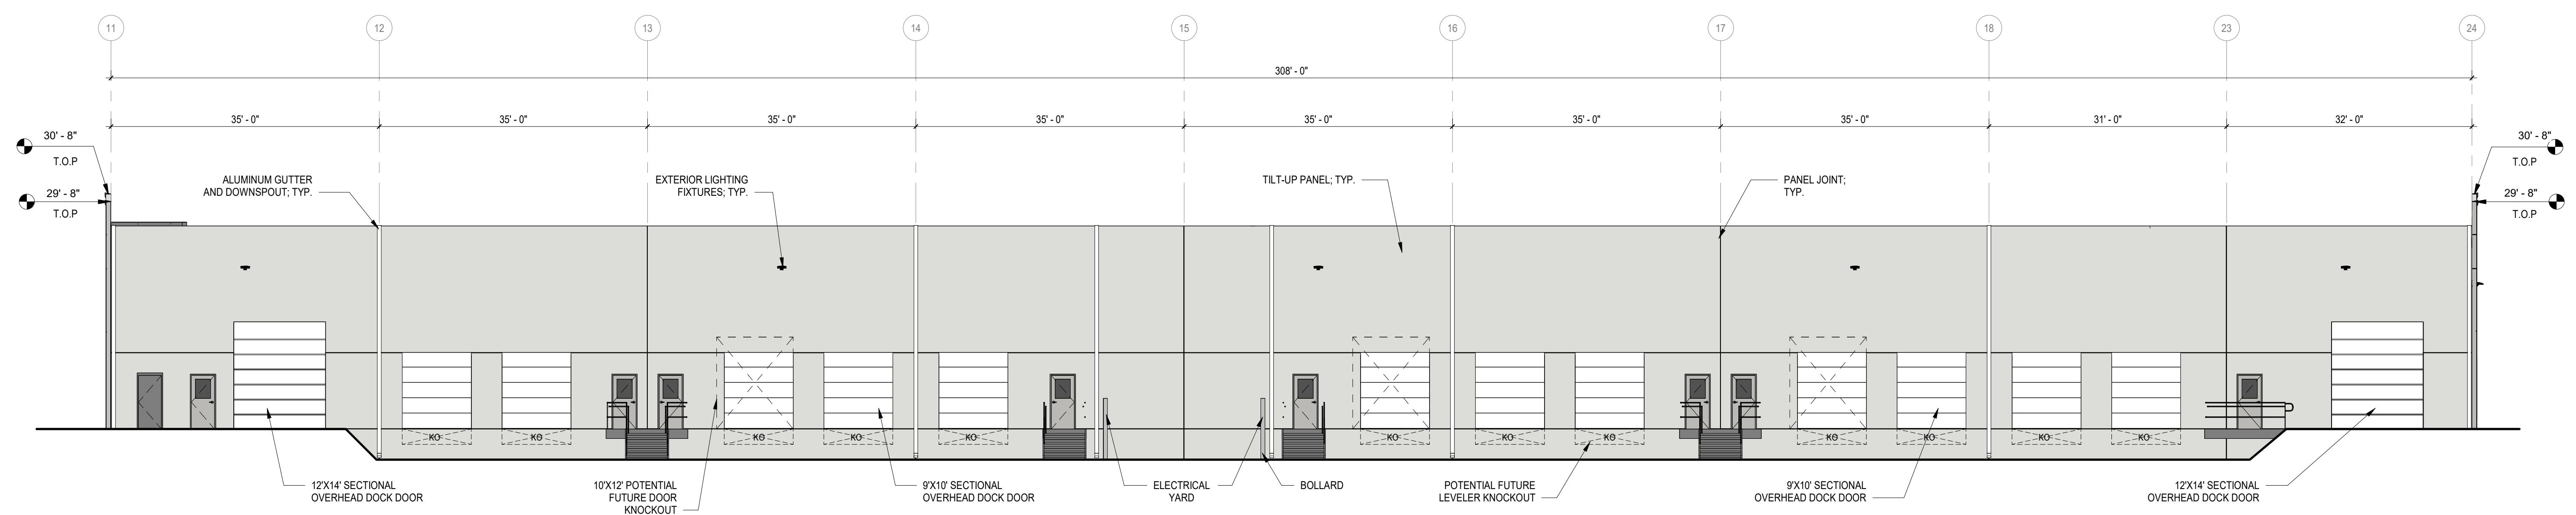 11
12
13
14
15
16
17
18
23
24
308' - 0"
35' - 0"
35' - 0"
35' - 0"
35' - 0"
35' - 0"
35' - 0"
35' - 0"
31' - 0"
32' - 0"
30' - 8"
T.O.P
29' - 8"
T.O.P
30' - 8"
T.O.P
29' - 8"
T.O.P
ALUMINUM GUTTER
AND DOWNSPOUT; TYP.
EXTERIOR LIGHTING
FIXTURES; TYP.
TILT-UP PANEL; TYP.
PANEL JOINT;
TYP.
KO
KO
KO
KO
KO
KO
KO
KO
KO
KO
KO
KO
12'X14' SECTIONAL
OVERHEAD DOCK DOOR
10'X12' POTENTIAL
FUTURE DOOR
KNOCKOUT
9'X10' SECTIONAL
OVERHEAD DOCK DOOR
ELECTRICAL
YARD
BOLLARD
POTENTIAL FUTURE
LEVELER KNOCKOUT
9'X10' SECTIONAL
OVERHEAD DOCK DOOR
12'X14' SECTIONAL
OVERHEAD DOCK DOOR